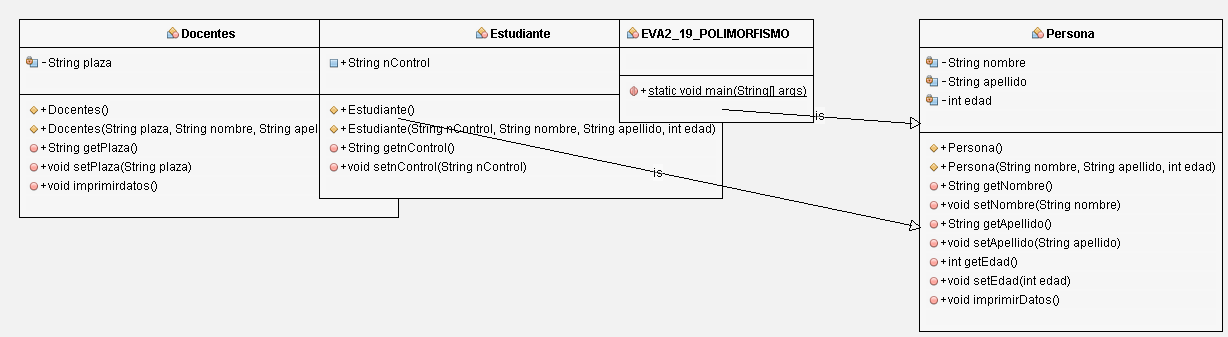 Docentes
- String plaza
+ Docentes()
+ Docentes(String plaza, String nombre, String apel
+ String getPlaza()
+ void setPlaza(String plaza)
+ void imprimirdatos()
Estudiante
+ String nControl
+ Estudiante()
+ Estudiante(String nControl, String nombre, String apellido, int edad)
+ String getnControl()
+ void setnControl(String nControl)
EVA2_19_POLIMORFISMO
+ static void main(String[] args)
is
is
Persona
- String nombre
- String apellido
- int edad
+ Persona()
+ Persona(String nombre, String apellido, int edad)
+ String getNombre()
+ void setNombre(String nombre)
+ String getApellido()
+ void setApellido(String apellido)
+ int getEdad()
+ void setEdad(int edad)
+ void imprimirDatos()